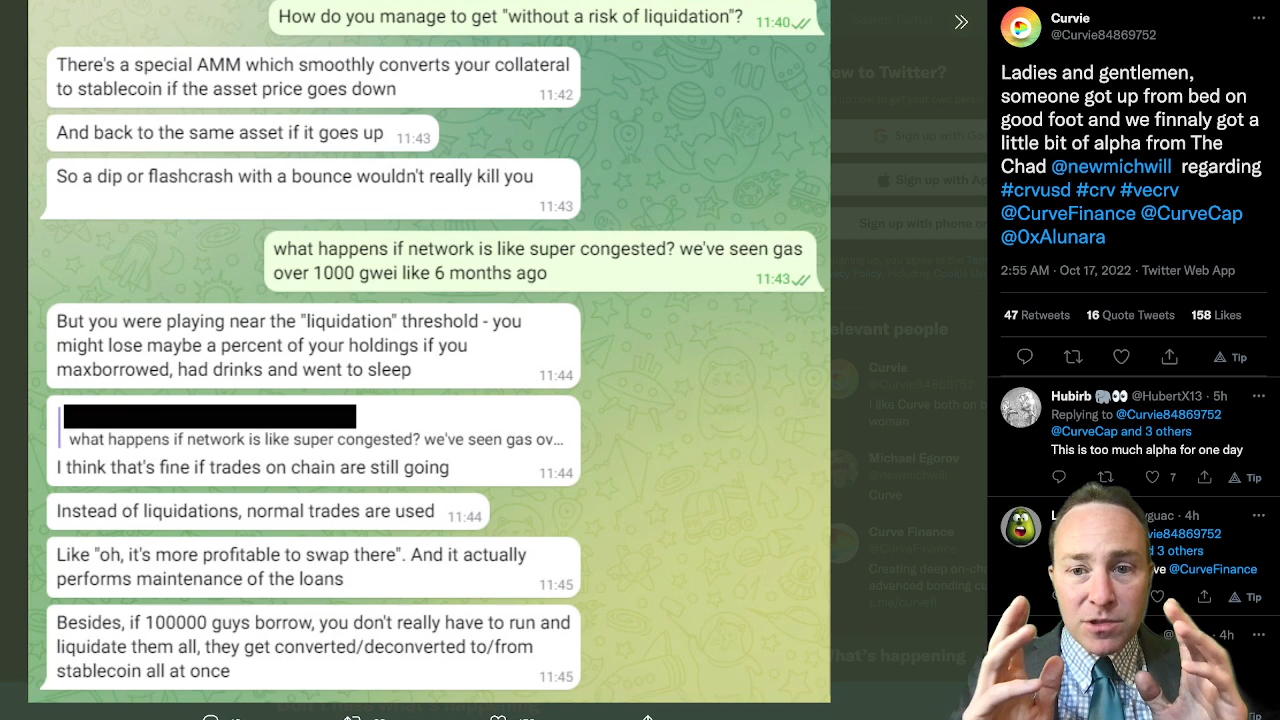 How do you manage to get "without a risk of liquidation"?
11:40
There's a special AMM which smoothly converts your collateral
to stablecoin if the asset price goes down
11:42
And back to the same asset if it goes up
11:43
So a dip or flashcrash with a bounce wouldn't really kill you
11:43
what happens if network is like super congested? we've seen gas
over 1000 gwei like 6 months ago
11:43
But you were playing near the "liquidation" threshold - you
might lose maybe a percent of your holdings if you
maxborrowed, had drinks and went to sleep
11:44
what happens if network is like super congested? we've seen gas ov...
I think that's fine if trades on chain are still going
11:44
Instead of liquidations, normal trades are used
11:44
Like "oh, it's more profitable to swap there". And it actually
performs maintenance of the loans
11:45
Besides, if 100000 guys borrow, you don't really have to run and
liquidate them all, they get converted/deconverted to/from
stablecoin all at once
11:45
ew to Twitter?
Sign up with Go
Sign up with Ap
Sign up with phone or
elevant people
Curvie
@Curvie84869752
I like Curve both on b
woman
Michael Egorov
@newmichwill
Curve
Curve Finance
@CurveFinance
Creating deep on-cha
advanced bonding cu
t.me/curvefi
hat's happening
Curvie
@Curvie84869752
Ladies and gentlemen,
someone got up from bed on
good foot and we finnaly got a
little bit of alpha from The
Chad @newmichwill regarding
#crvusd #crv #vecrv
@CurveFinance @CurveCap
@0xAlunara
2:55 AM · Oct 17, 2022 · Twitter Web App
47 Retweets 16 Quote Tweets 158 Likes
Tip
Hubirb @HubertX13 · 5h
Replying to @Curvie84869752
@CurveCap and 3 others
This is too much alpha for one day
7 Tip
L yguac · 4h
vie84869752
d 3 others
ve @CurveFinance
Tip
@ · 4h